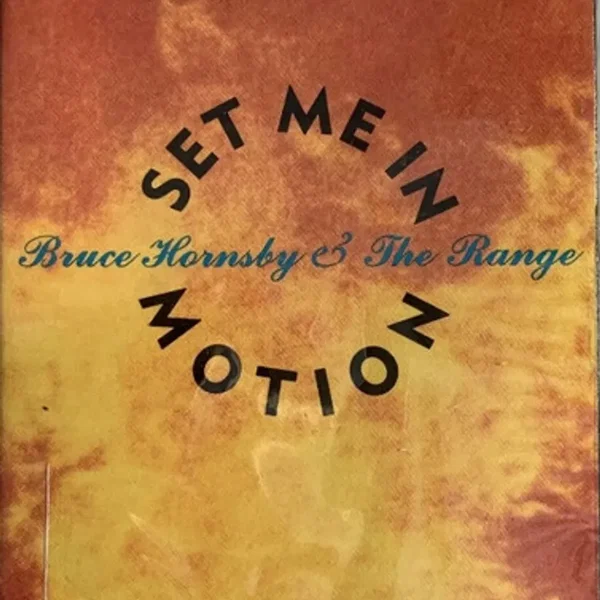 SET ME IN
Bruce Hornsby & The Range
MOTION